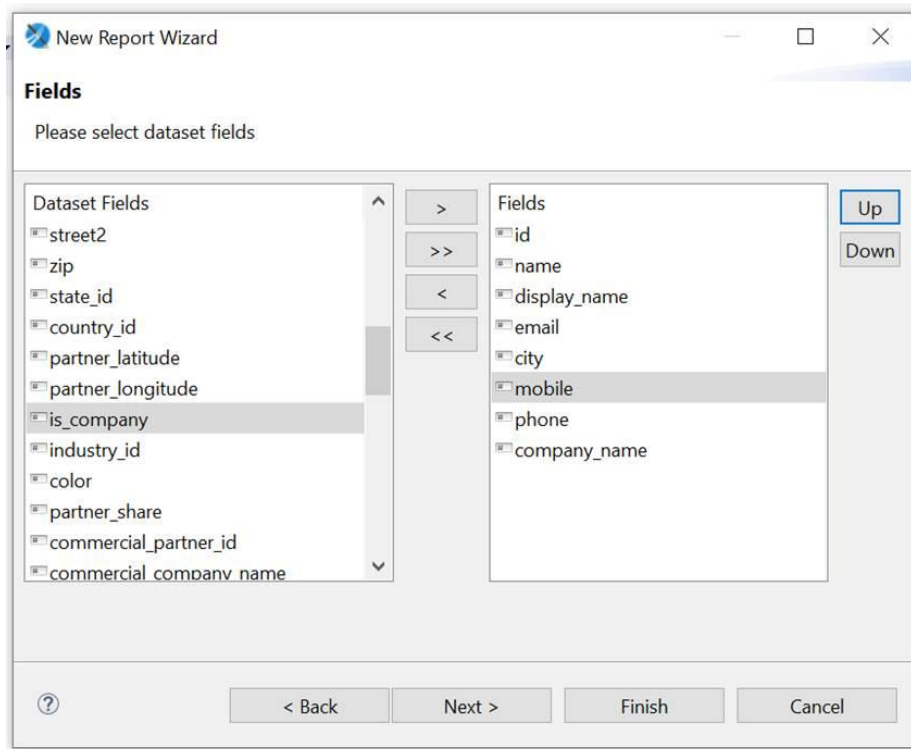 New Report Wizard
Fields
Please select dataset fields
Dataset Fields
street2
zip
state_id
country_id
partner_latitude
partner_longitude
is_company
industry_id
color
partner_share
commercial_partner_id
commercial_company_name
>
>>
<
<<
Fields
id
name
display_name
email
city
mobile
phone
company_name
Up
Down
?
< Back
Next >
Finish
Cancel